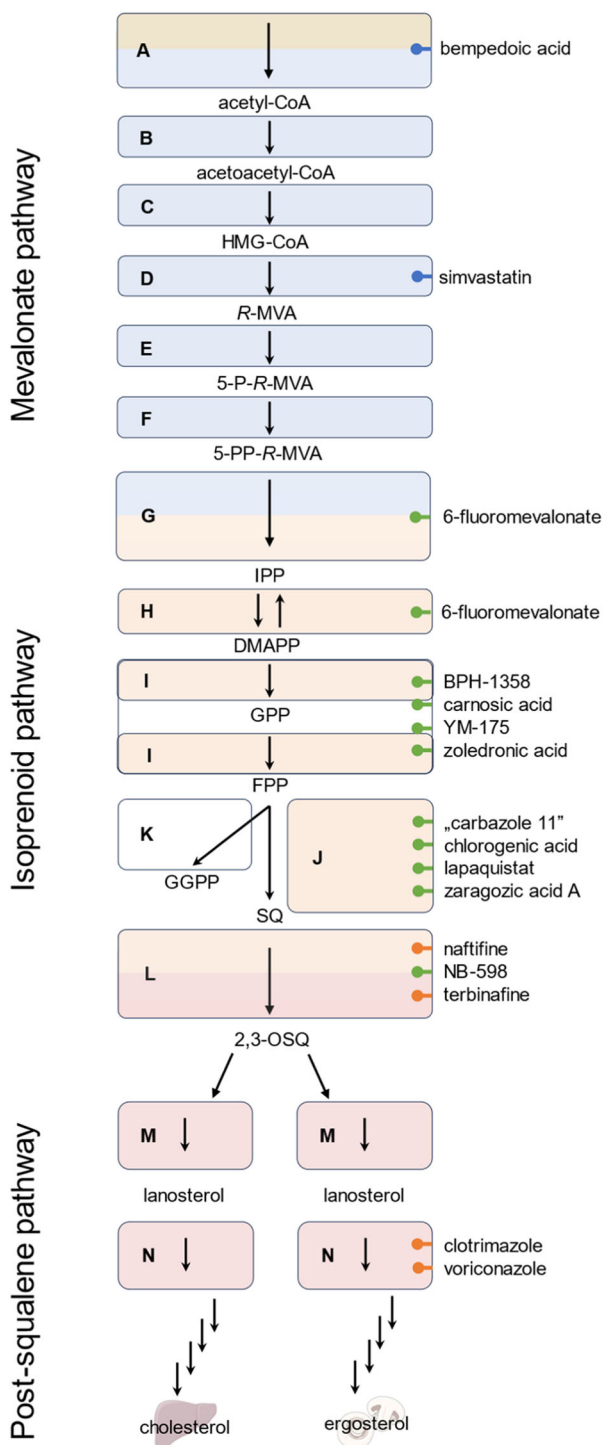 Mevalonate pathway
A
bempedoic acid
acetyl-CoA
B
acetoacetyl-CoA
C
HMG-CoA
D
simvastatin
R-MVA
E
5-P-R-MVA
F
5-PP-R-MVA
Isoprenoid pathway
G
6-fluoromevalonate
IPP
H
6-fluoromevalonate
DMAPP
I
BPH-1358
carnosic acid
GPP
YM-175
I
zoledronic acid
FPP
K
J
„carbazole 11”
chlorogenic acid
lapaquistat
zaragozic acid A
GGPP
SQ
L
naftifine
NB-598
terbinafine
2,3-OSQ
Post-squalene pathway
M
M
lanosterol
lanosterol
N
N
clotrimazole
voriconazole
cholesterol
ergosterol